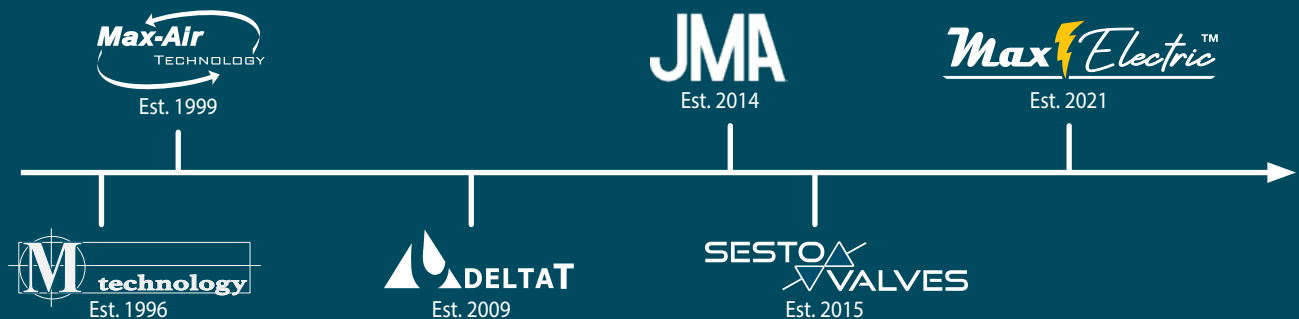 Max-Air
TECHNOLOGY
Est. 1999
JMA
Est. 2014
Max Electric™
Est. 2021
M
technology
Est. 1996
DELTAT
Est. 2009
SESTO
VALVES
Est. 2015